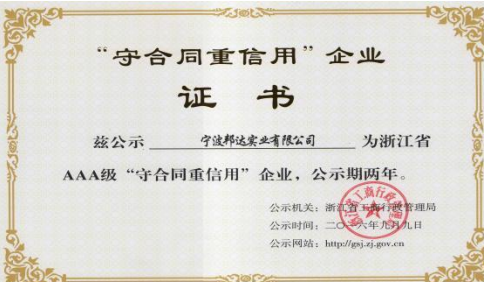 “守合同重信用”企业
证书
兹公示 宁波邦达实业有限公司 为浙江省
AAA级“守合同重信用”企业，公示期两年。
公示机关：浙江省工商行政管理局
公示时间：二〇一六年九月九日
公示网站：http://gsj.zj.gov.cn